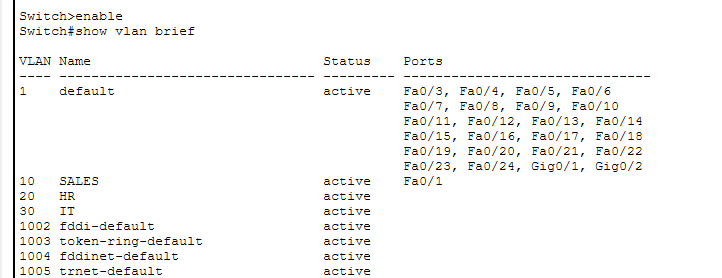 Switch>enable
Switch#show vlan brief
VLAN Name                             Status    Ports
---- -------------------------------- --------- -------------------------------
1    default                          active    Fa0/3, Fa0/4, Fa0/5, Fa0/6
                                                Fa0/7, Fa0/8, Fa0/9, Fa0/10
                                                Fa0/11, Fa0/12, Fa0/13, Fa0/14
                                                Fa0/15, Fa0/16, Fa0/17, Fa0/18
                                                Fa0/19, Fa0/20, Fa0/21, Fa0/22
                                                Fa0/23, Fa0/24, Gig0/1, Gig0/2
10   SALES                            active    Fa0/1
20   HR                               active
30   IT                               active
1002 fddi-default                     active
1003 token-ring-default               active
1004 fddinet-default                  active
1005 trnet-default                    active